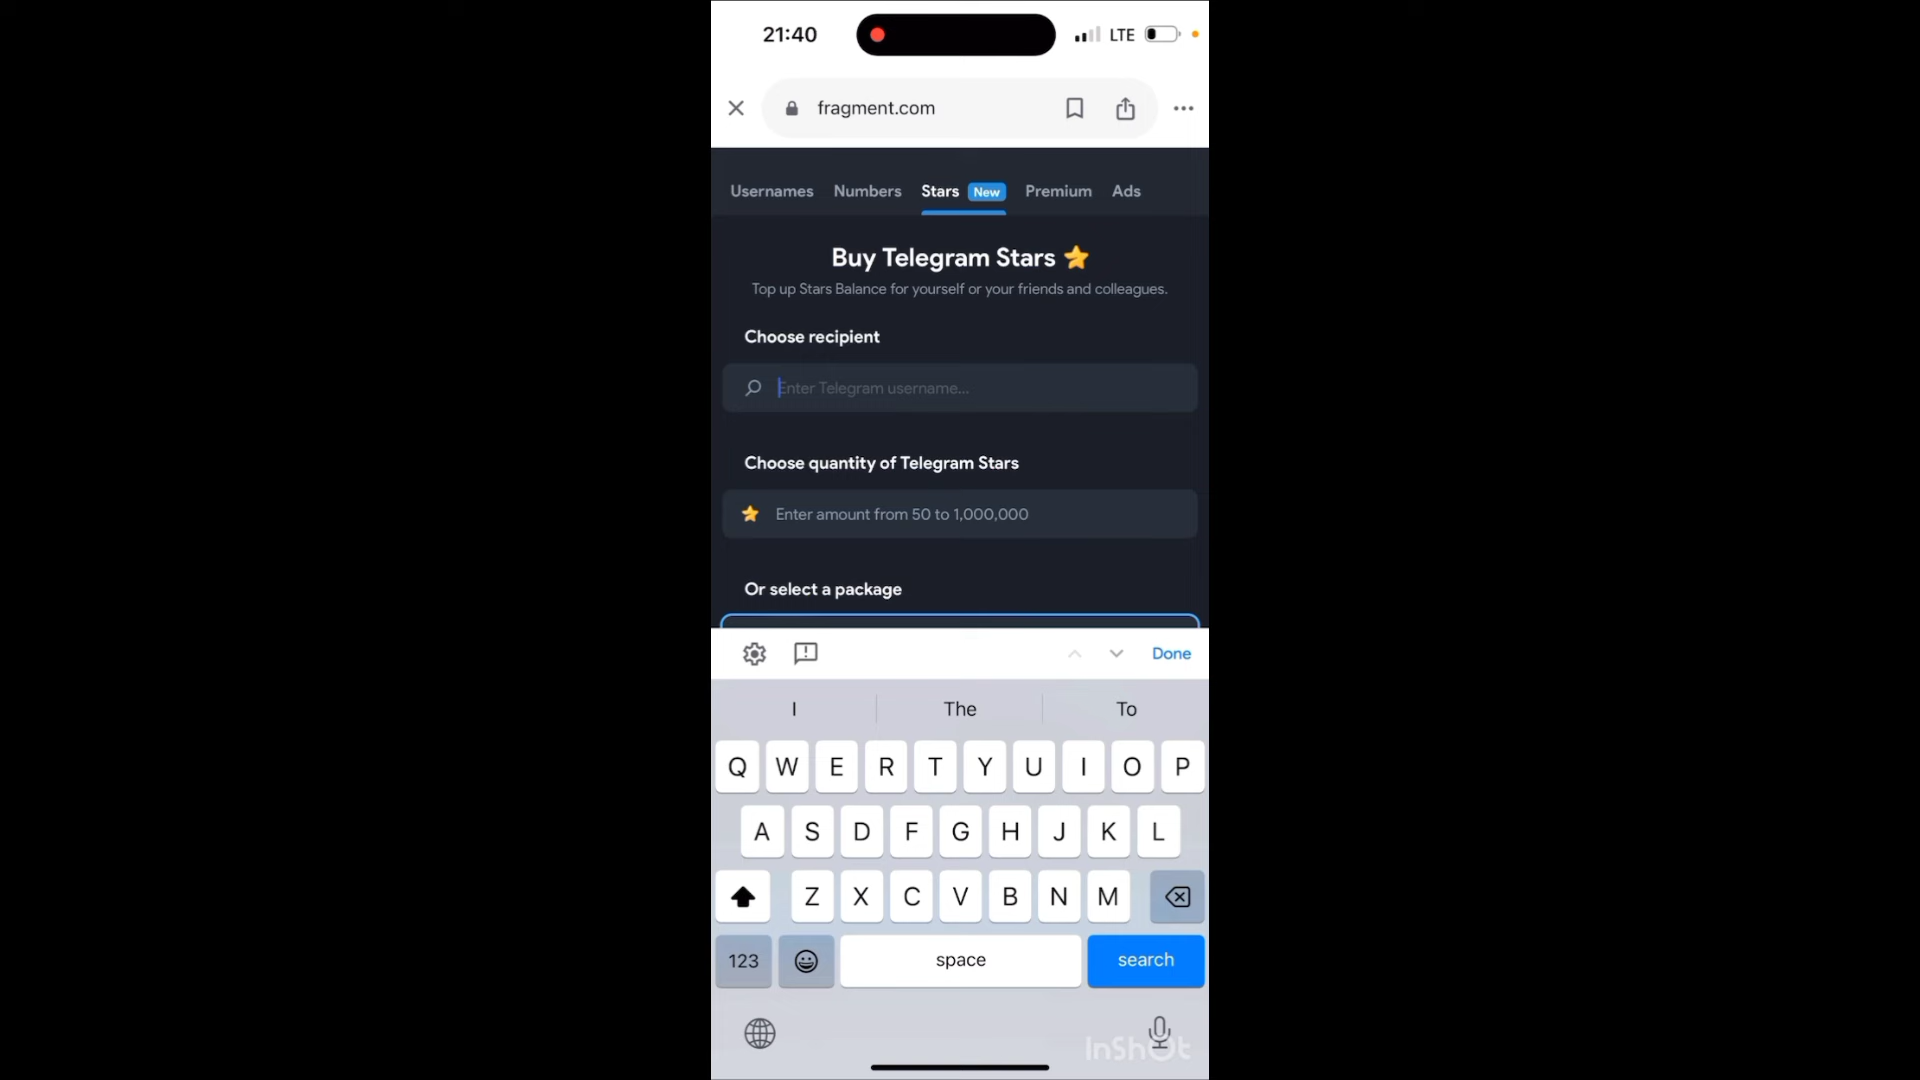 21:40 LTE
fragment.com
Usernames Numbers Stars New Premium Ads
Buy Telegram Stars
Top up Stars Balance for yourself or your friends and colleagues.
Choose recipient
Enter Telegram username...
Choose quantity of Telegram Stars
Enter amount from 50 to 1,000,000
Or select a package
Done
I The To
Q W E R T Y U I O P
A S D F G H J K L
Z X C V B N M
123 space search
InShOt